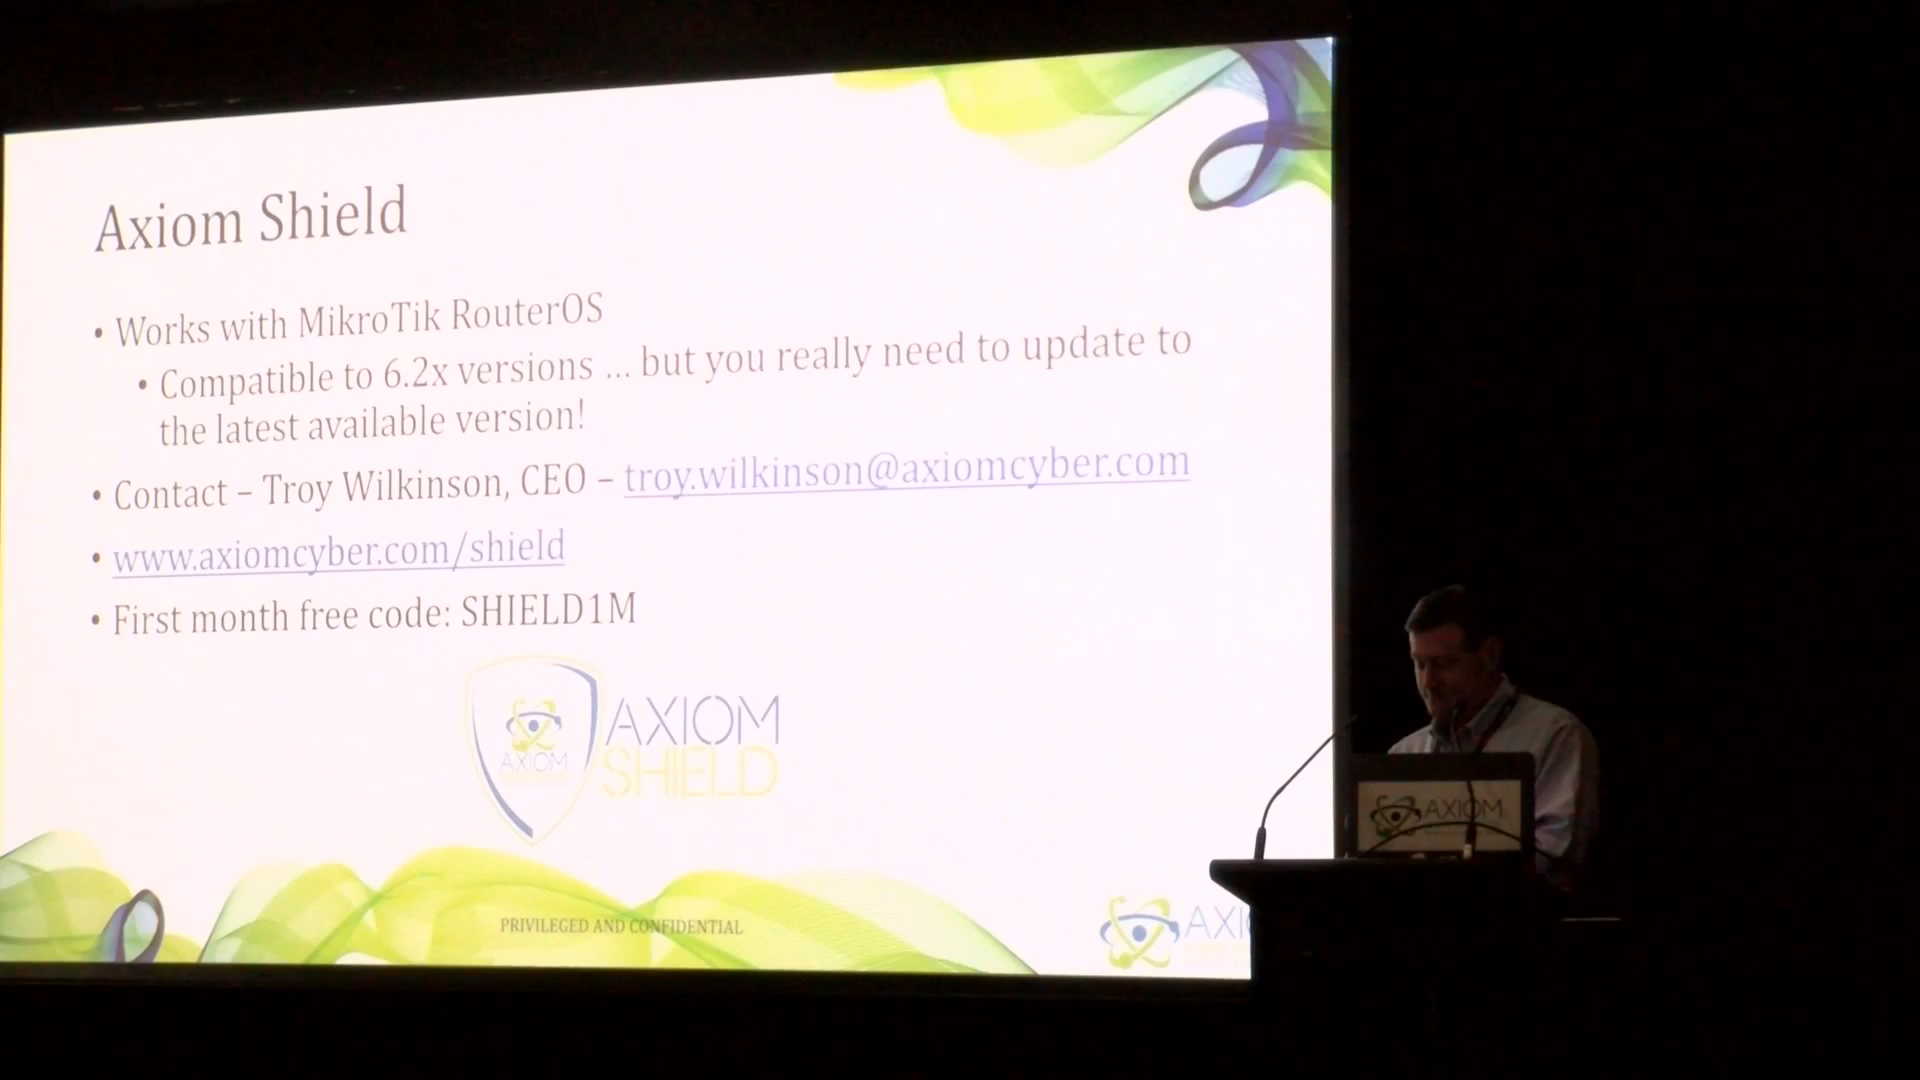 Axiom Shield
• Works with MikroTik RouterOS
• Compatible to 6.2x versions ... but you really need to update to
the latest available version!
• Contact – Troy Wilkinson, CEO – troy.wilkinson@axiomcyber.com
• www.axiomcyber.com/shield
• First month free code: SHIELD1M
AXIOM
AXIOM
SHIELD
AXIOM
PRIVILEGED AND CONFIDENTIAL
AXI